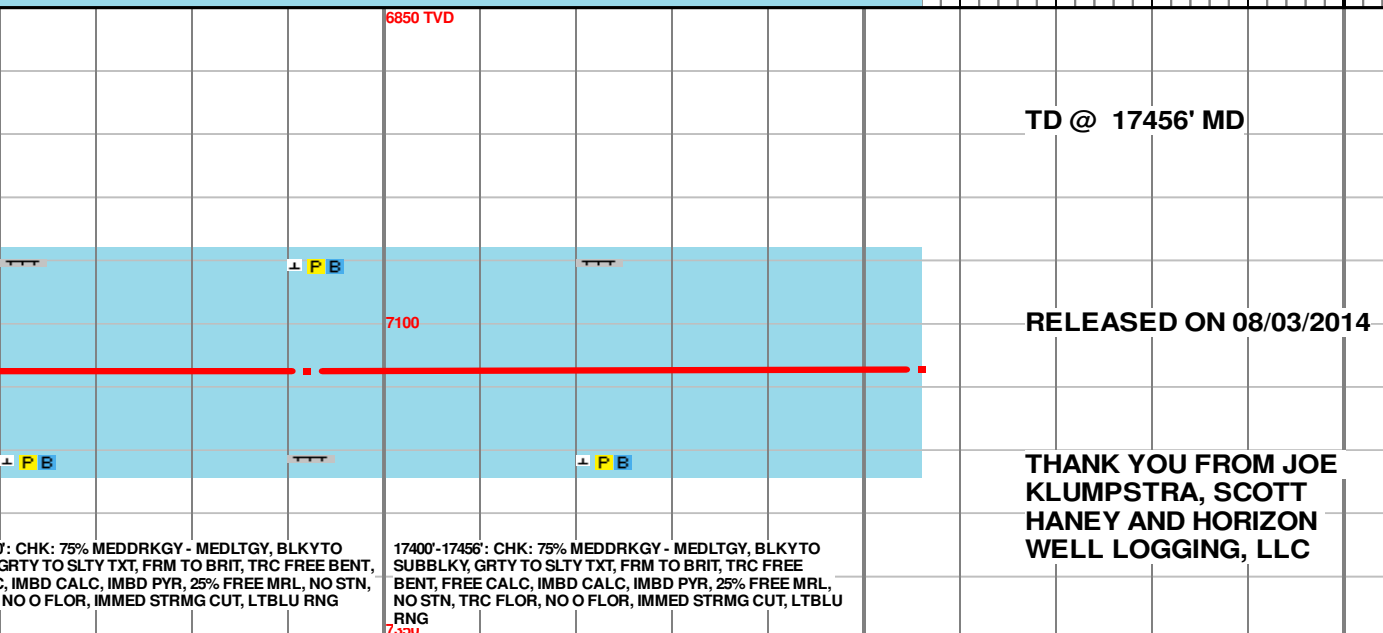 6850 TVD
TD @ 17456' MD
P B
7100
RELEASED ON 08/03/2014
P B
P B
THANK YOU FROM JOE
KLUMPSTRA, SCOTT
HANEY AND HORIZON
WELL LOGGING, LLC
': CHK: 75% MEDDRKGY - MEDLTGY, BLKYTO
GRTY TO SLTY TXT, FRM TO BRIT, TRC FREE BENT,
, IMBD CALC, IMBD PYR, 25% FREE MRL, NO STN,
NO O FLOR, IMMED STRMG CUT, LTBLU RNG
17400'-17456': CHK: 75% MEDDRKGY - MEDLTGY, BLKYTO
SUBBLKY, GRTY TO SLTY TXT, FRM TO BRIT, TRC FREE
BENT, FREE CALC, IMBD CALC, IMBD PYR, 25% FREE MRL,
NO STN, TRC FLOR, NO O FLOR, IMMED STRMG CUT, LTBLU
RNG
7350